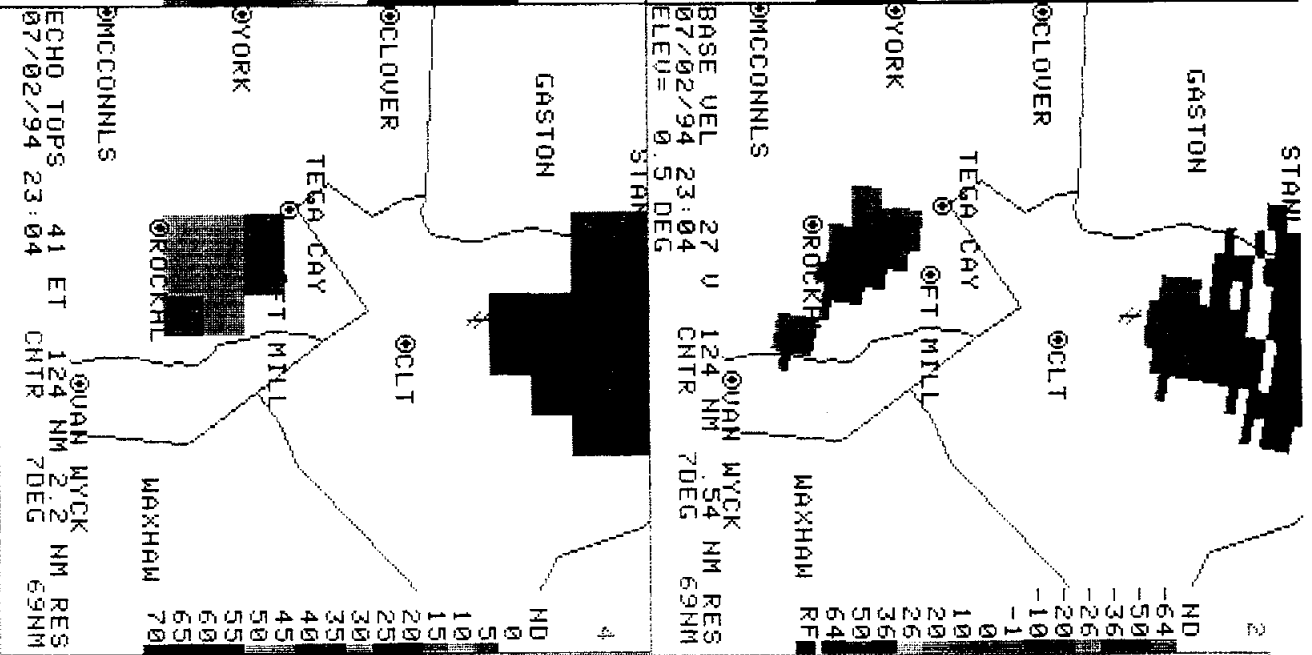 2
STAN
ND
-64
-50
GASTON
-36
-26
-20
-10
CLOVER
CLT
-1
0
TEGA CAY
10
20
FT MILL
26
YORK
36
50
ROCKH
64
RF
WAXHAW
MCCONNLS
VAN WYCK
BASE VEL 27 V 124 NM .54 NM RES
07/02/94 23:04 CNTR 7DEG 69NM
ELEV= 0.5 DEG
STAN
4
GASTON
ND
0
5
10
15
CLT
20
CLOVER
25
30
TEGA CAY
35
40
FT MILL
45
50
YORK
55
60
65
ROCKHL
70
WAXHAW
MCCONNLS
VAN WYCK
ECHO TOPS 41 ET 124 NM 2.2 NM RES
07/02/94 23:04 CNTR 7DEG 69NM